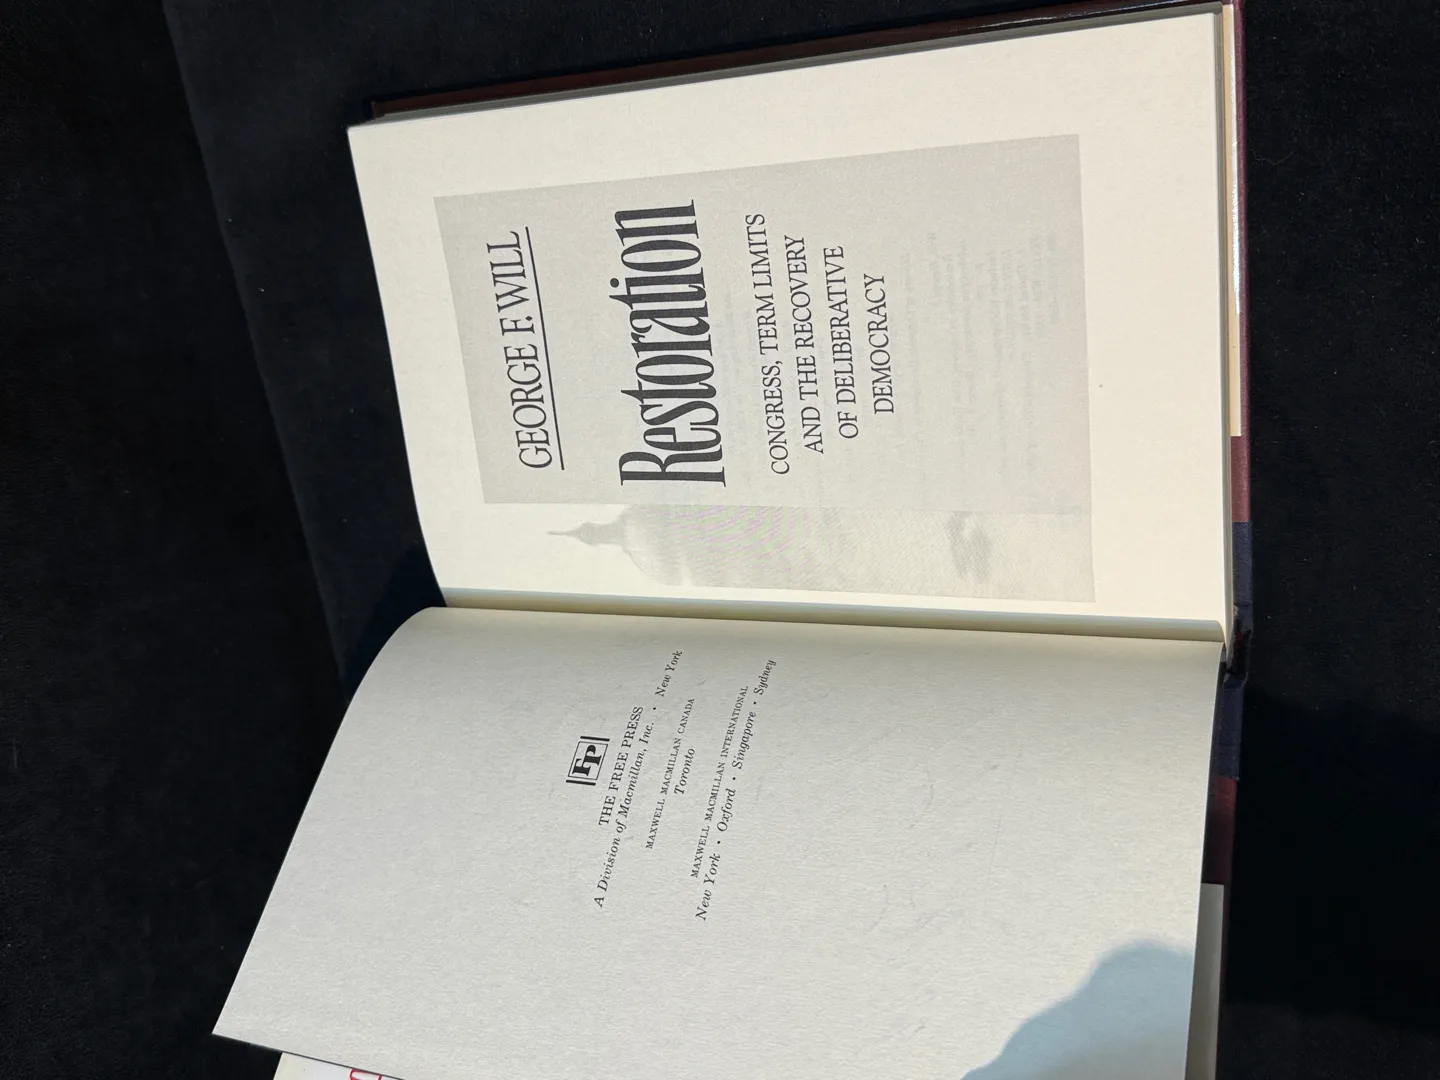 FP
THE FREE PRESS
A Division of Macmillan, Inc. • New York
MAXWELL MACMILLAN CANADA
Toronto
MAXWELL MACMILLAN INTERNATIONAL
New York • Oxford • Singapore • Sydney
GEORGE F. WILL
Restoration
CONGRESS, TERM LIMITS
AND THE RECOVERY
OF DELIBERATIVE
DEMOCRACY